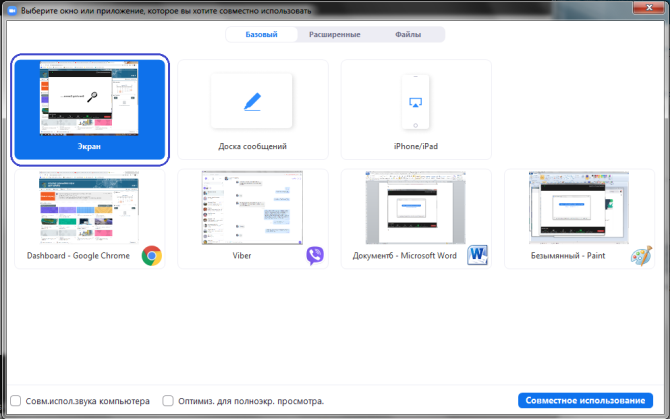 Выберите окно или приложение, которое вы хотите совместно использовать
Базовый Расширенные Файлы
Экран Доска сообщений iPhone/iPad
Dashboard - Google Chrome Viber Документ6 - Microsoft Word Безымянный - Paint
Совм.испол.звука компьютера Оптимиз. для полноэкр. просмотра. Совместное использование